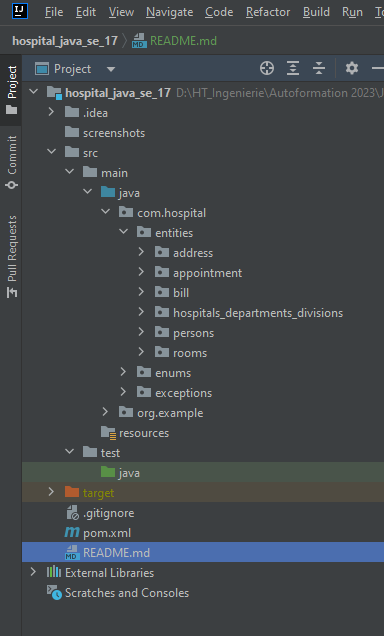 IJ File Edit View Navigate Code Refactor Build Run
hospital_java_se_17 README.md
Project Project
hospital_java_se_17 D:\HT_Ingenierie\Autoformation 2023\J
.idea
screenshots
src
Commit
main
java
com.hospital
Pull Requests
entities
address
appointment
bill
hospitals_departments_divisions
persons
rooms
enums
exceptions
org.example
resources
test
java
target
.gitignore
m pom.xml
MD README.md
External Libraries
Scratches and Consoles